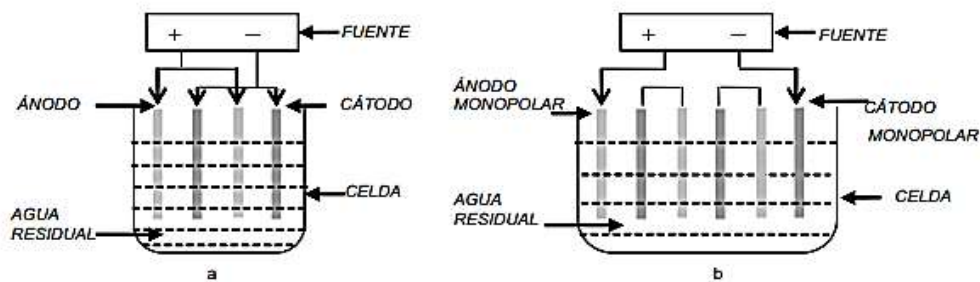 + −
FUENTE
ÁNODO
CÁTODO
CELDA
AGUA
RESIDUAL
a
+ −
FUENTE
ÁNODO
MONOPOLAR
CÁTODO
MONOPOLAR
CELDA
AGUA
RESIDUAL
b